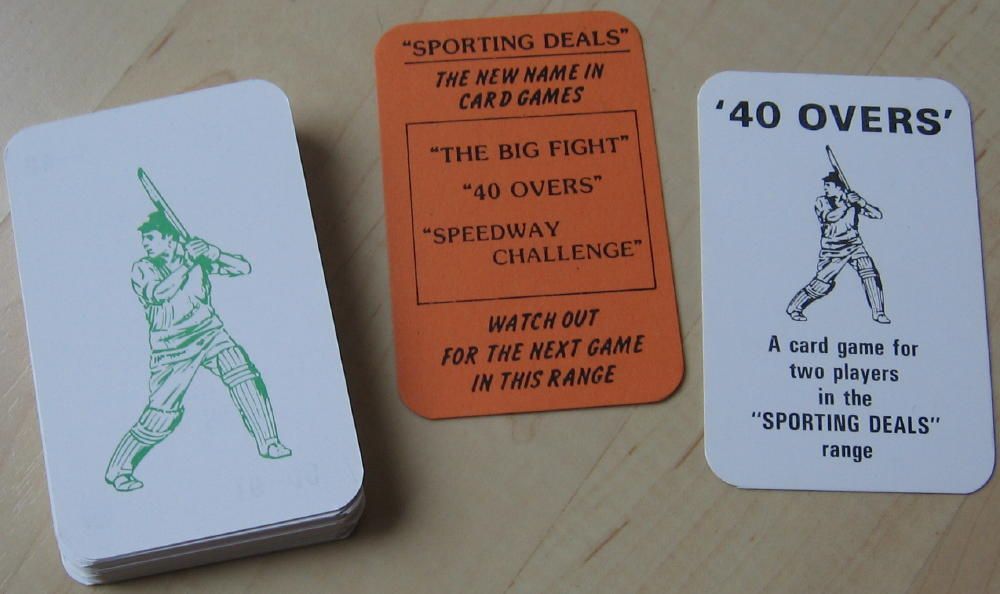 "SPORTING DEALS"
THE NEW NAME IN
CARD GAMES
"THE BIG FIGHT"
"40 OVERS"
"SPEEDWAY
CHALLENGE"
WATCH OUT
FOR THE NEXT GAME
IN THIS RANGE
'40 OVERS'
A card game for
two players
in the
"SPORTING DEALS"
range